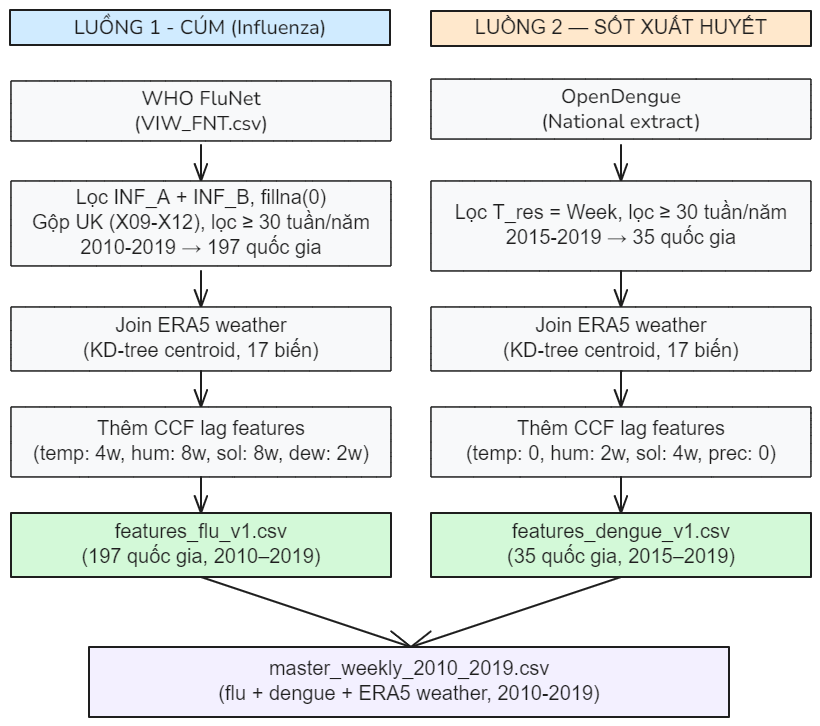 LUỒNG 1 - CÚM (Influenza)
WHO FluNet
(VIW_FNT.csv)
Lọc INF_A + INF_B, fillna(0)
Gộp UK (X09-X12), lọc ≥ 30 tuần/năm
2010-2019 → 197 quốc gia
Join ERA5 weather
(KD-tree centroid, 17 biến)
Thêm CCF lag features
(temp: 4w, hum: 8w, sol: 8w, dew: 2w)
features_flu_v1.csv
(197 quốc gia, 2010–2019)
LUỒNG 2 — SỐT XUẤT HUYẾT
OpenDengue
(National extract)
Lọc T_res = Week, lọc ≥ 30 tuần/năm
2015-2019 → 35 quốc gia
Join ERA5 weather
(KD-tree centroid, 17 biến)
Thêm CCF lag features
(temp: 0, hum: 2w, sol: 4w, prec: 0)
features_dengue_v1.csv
(35 quốc gia, 2015–2019)
master_weekly_2010_2019.csv
(flu + dengue + ERA5 weather, 2010-2019)